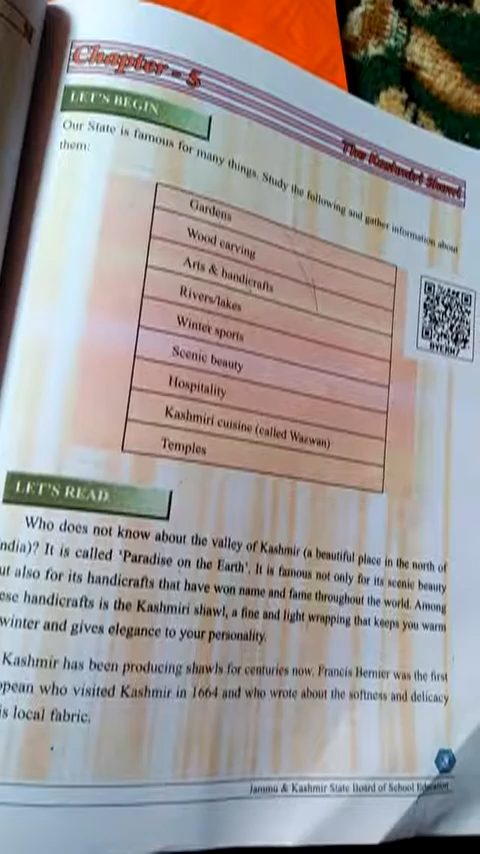 Chapter - 5
The Kashmiri Shawl
LET'S BEGIN
Our State is famous for many things. Study the following and gather information about
them:
Gardens
Wood carving
Arts & handicrafts
Rivers/lakes
Winter sports
Scenic beauty
Hospitality
Kashmiri cuisine (called Wazwan)
Temples
LET'S READ
Who does not know about the valley of Kashmir (a beautiful place in the north of
ndia)? It is called 'Paradise on the Earth'. It is famous not only for its scenic beauty
ut also for its handicrafts that have won name and fame throughout the world. Among
ese handicrafts is the Kashmiri shawl, a fine and light wrapping that keeps you warm
winter and gives elegance to your personality.
Kashmir has been producing shawls for centuries now. Francis Bernier was the first
opean who visited Kashmir in 1664 and who wrote about the softness and delicacy
is local fabric.
Jammu & Kashmir State Board of School Education